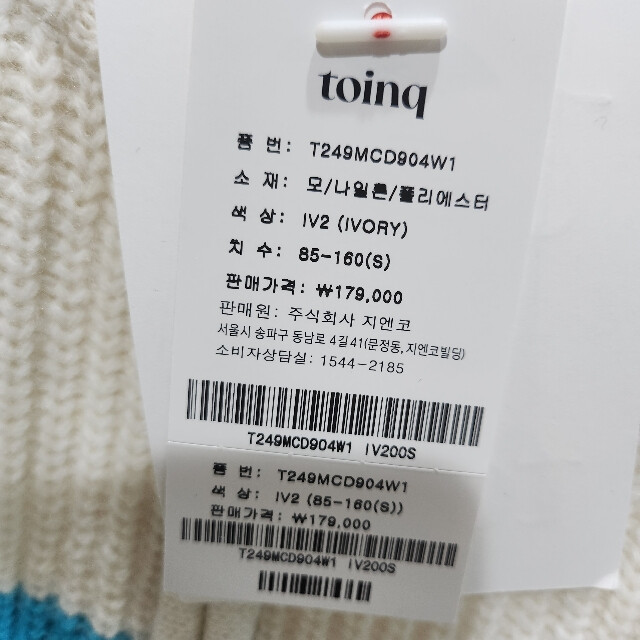 toinq
품 번: T249MCD904W1
소 재: 모/나일론/폴리에스터
색 상: IV2 (IVORY)
치 수: 85-160(S)
판매가격: ₩179,000
판매원: 주식회사 지엔코
서울시 송파구 동남로 4길 41(문정동, 지엔코빌딩)
소비자상담실: 1544-2185
T249MCD904W1 IV200S
품 번: T249MCD904W1
색 상: IV2 (85-160(S))
판매가격: ₩179,000
T249MCD904W1 IV200S